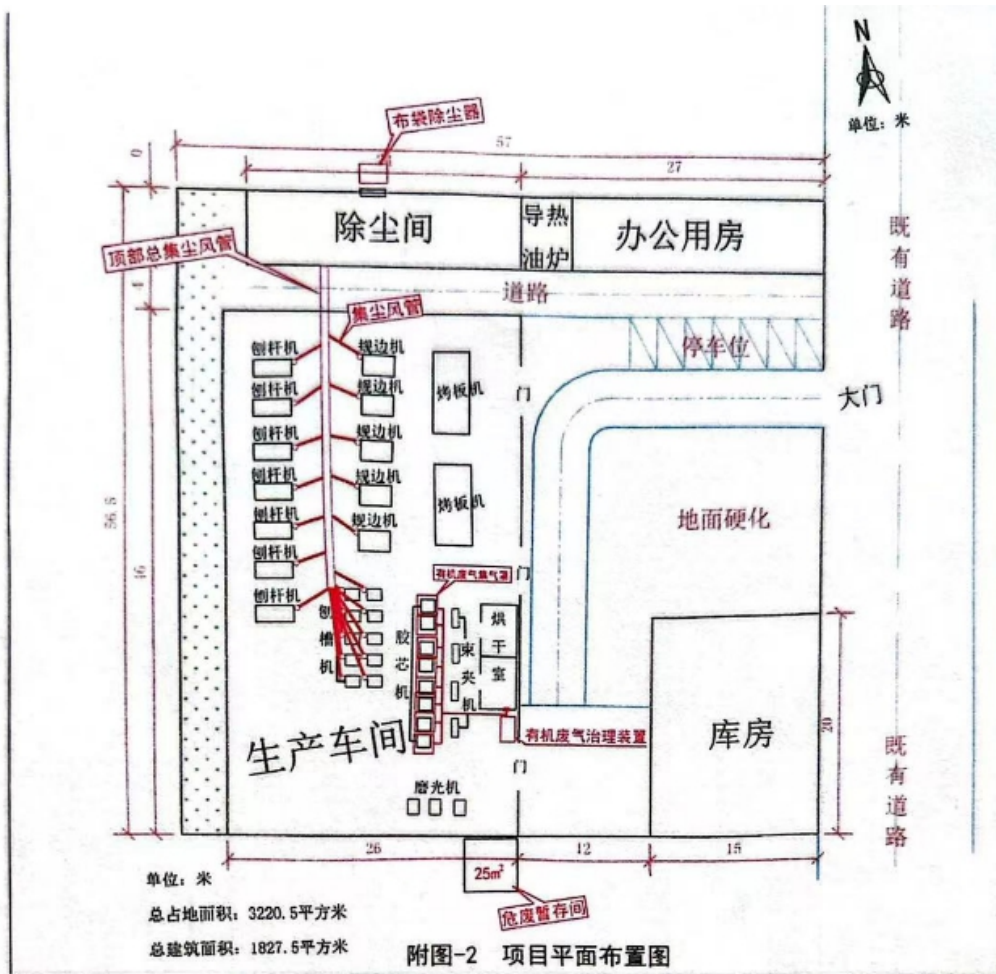 N
单位: 米
布袋除尘器
57
27
除尘间
导热
油炉
办公用房
顶部总集尘风管
道路
集尘风管
既有道路
停车位
大门
刨杆机
规边机
刨杆机
规边机
刨杆机
规边机
刨杆机
规边机
刨杆机
规边机
刨杆机
刨杆机
烤板机
烤板机
门
56.5
地面硬化
有机废气集气罩
门
刨槽机
胶芯机
束夹机
烘干室
生产车间
有机废气治理装置
库房
20
既有道路
门
磨光机
26
12
15
25m²
危废暂存间
单位: 米
总占地面积: 3220.5平方米
总建筑面积: 1827.5平方米
附图-2 项目平面布置图